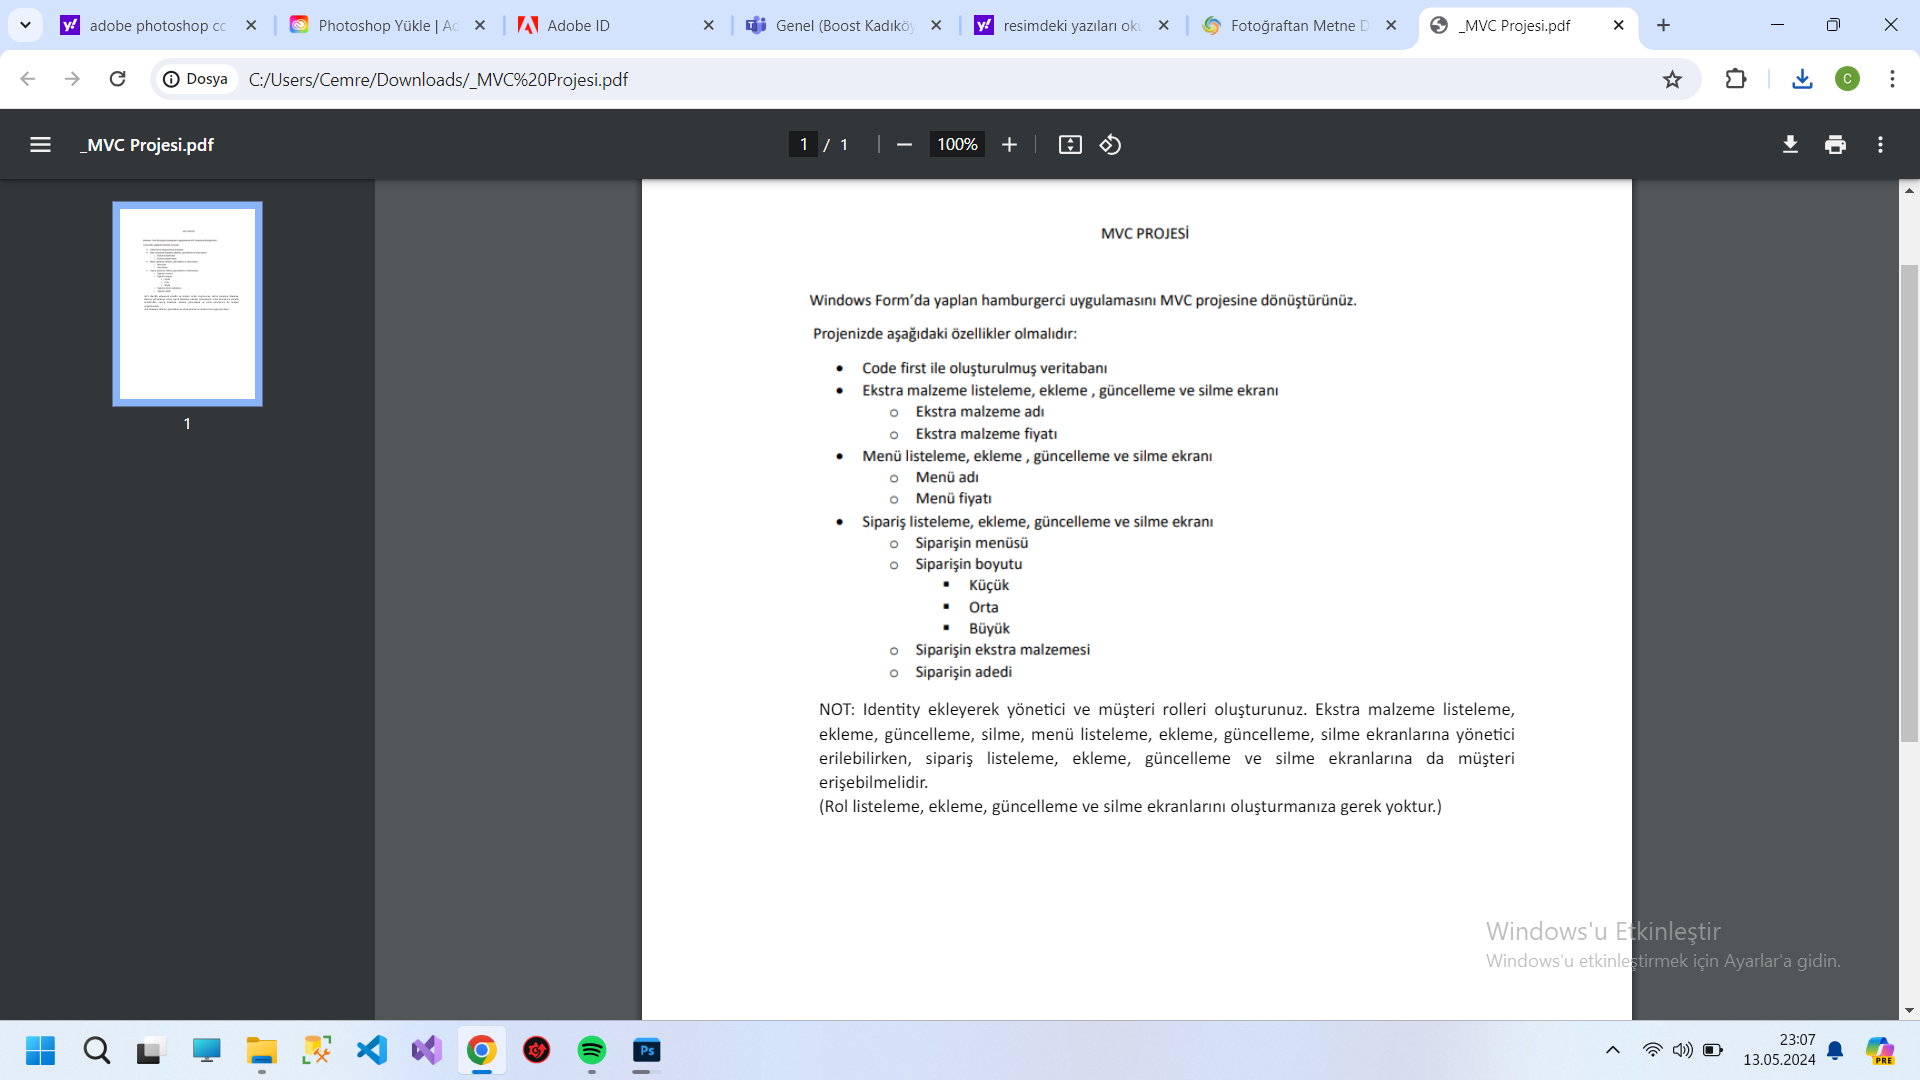 adobe photoshop cc
Photoshop Yükle | Ad
Adobe ID
Genel (Boost Kadıköy
resimdeki yazıları oku
Fotoğraftan Metne D
_MVC Projesi.pdf
Dosya
C:/Users/Cemre/Downloads/_MVC%20Projesi.pdf
C
_MVC Projesi.pdf
1 / 1
100%
1
MVC PROJESİ
Windows Form'da yaplan hamburgerci uygulamasını MVC projesine dönüştürünüz.
Projenizde aşağıdaki özellikler olmalıdır:
• Code first ile oluşturulmuş veritabanı
• Ekstra malzeme listeleme, ekleme , güncelleme ve silme ekranı
o Ekstra malzeme adı
o Ekstra malzeme fiyatı
• Menü listeleme, ekleme , güncelleme ve silme ekranı
o Menü adı
o Menü fiyatı
• Sipariş listeleme, ekleme, güncelleme ve silme ekranı
o Siparişin menüsü
o Siparişin boyutu
▪ Küçük
▪ Orta
▪ Büyük
o Siparişin ekstra malzemesi
o Siparişin adedi
NOT: Identity ekleyerek yönetici ve müşteri rolleri oluşturunuz. Ekstra malzeme listeleme,
ekleme, güncelleme, silme, menü listeleme, ekleme, güncelleme, silme ekranlarına yönetici
erilebilirken, sipariş listeleme, ekleme, güncelleme ve silme ekranlarına da müşteri
erişebilmelidir.
(Rol listeleme, ekleme, güncelleme ve silme ekranlarını oluşturmanıza gerek yoktur.)
Windows'u Etkinleştir
Windows'u etkinleştirmek için Ayarlar'a gidin.
Ps
23:07
13.05.2024
PRE